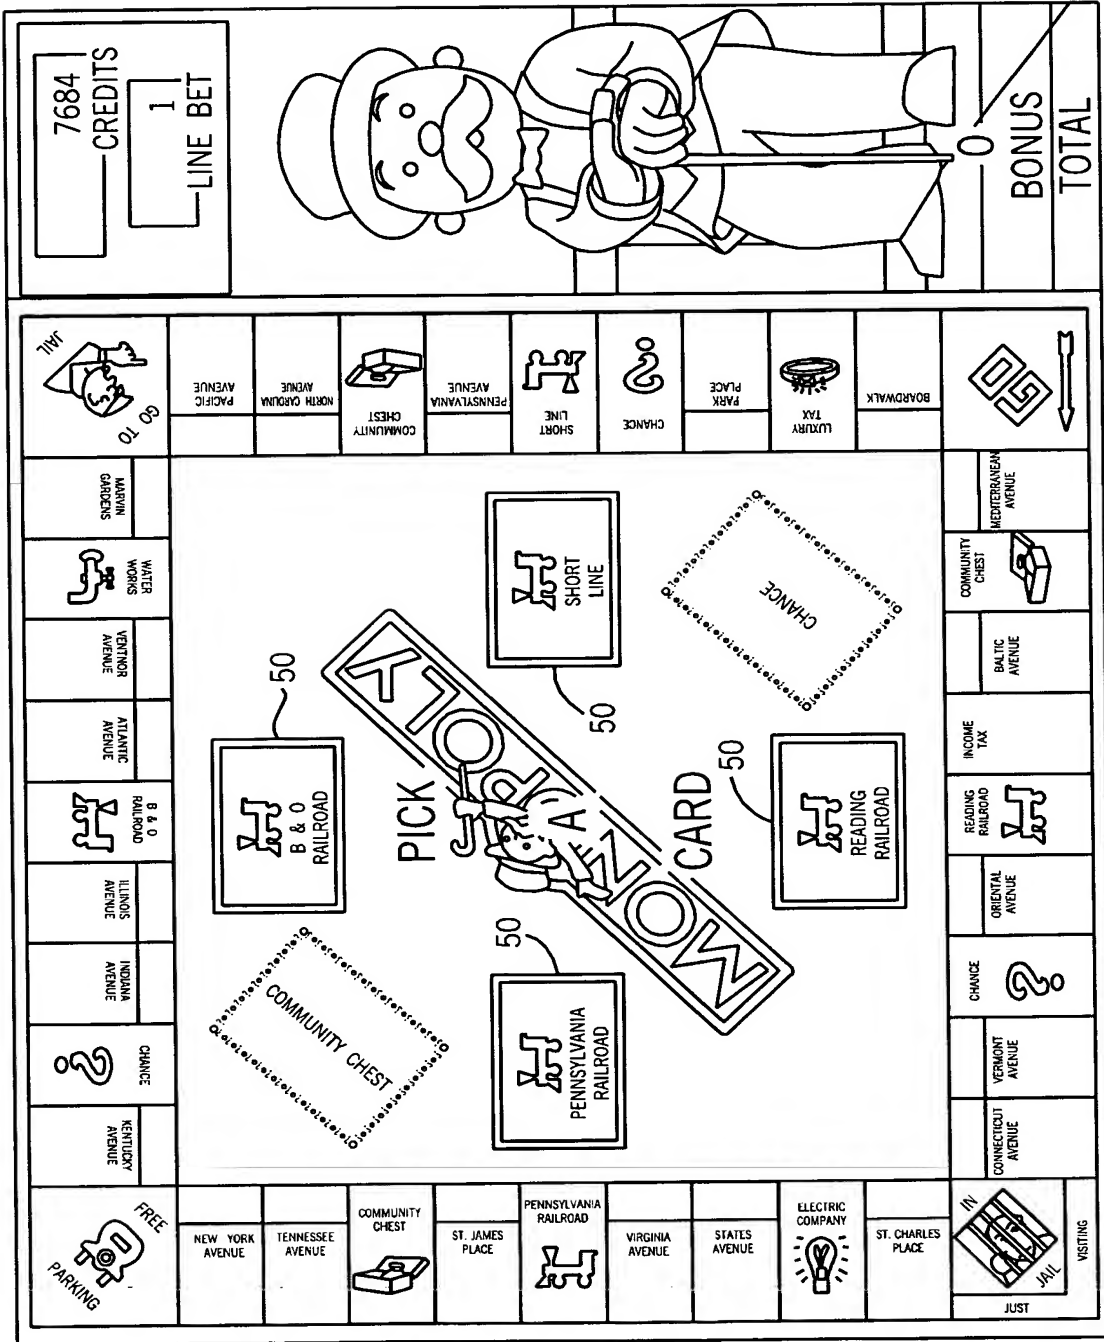 7684
CREDITS
1
LINE BET
0
BONUS
TOTAL
GO TO
JAIL
PACIFIC
AVENUE
NORTH CAROLINA
AVENUE
COMMUNITY
CHEST
PENNSYLVANIA
AVENUE
SHORT
LINE
CHANCE
PARK
PLACE
LUXURY
TAX
BOARDWALK
GO
MEDITERRANEAN
AVENUE
COMMUNITY
CHEST
BALTIC
AVENUE
INCOME
TAX
READING
RAILROAD
ORIENTAL
AVENUE
CHANCE
VERMONT
AVENUE
CONNECTICUT
AVENUE
IN
JAIL
JUST
VISITING
ST. CHARLES
PLACE
ELECTRIC
COMPANY
STATES
AVENUE
VIRGINIA
AVENUE
PENNSYLVANIA
RAILROAD
ST. JAMES
PLACE
COMMUNITY
CHEST
TENNESSEE
AVENUE
NEW YORK
AVENUE
FREE
PARKING
KENTUCKY
AVENUE
CHANCE
INDIANA
AVENUE
ILLINOIS
AVENUE
B & O
RAILROAD
ATLANTIC
AVENUE
VENTNOR
AVENUE
WATER
WORKS
MARVIN
GARDENS
COMMUNITY CHEST
CHANCE
B & O
RAILROAD
50
SHORT
LINE
50
PENNSYLVANIA
RAILROAD
50
READING
RAILROAD
50
PICK
A
CARD
MONOPOLY